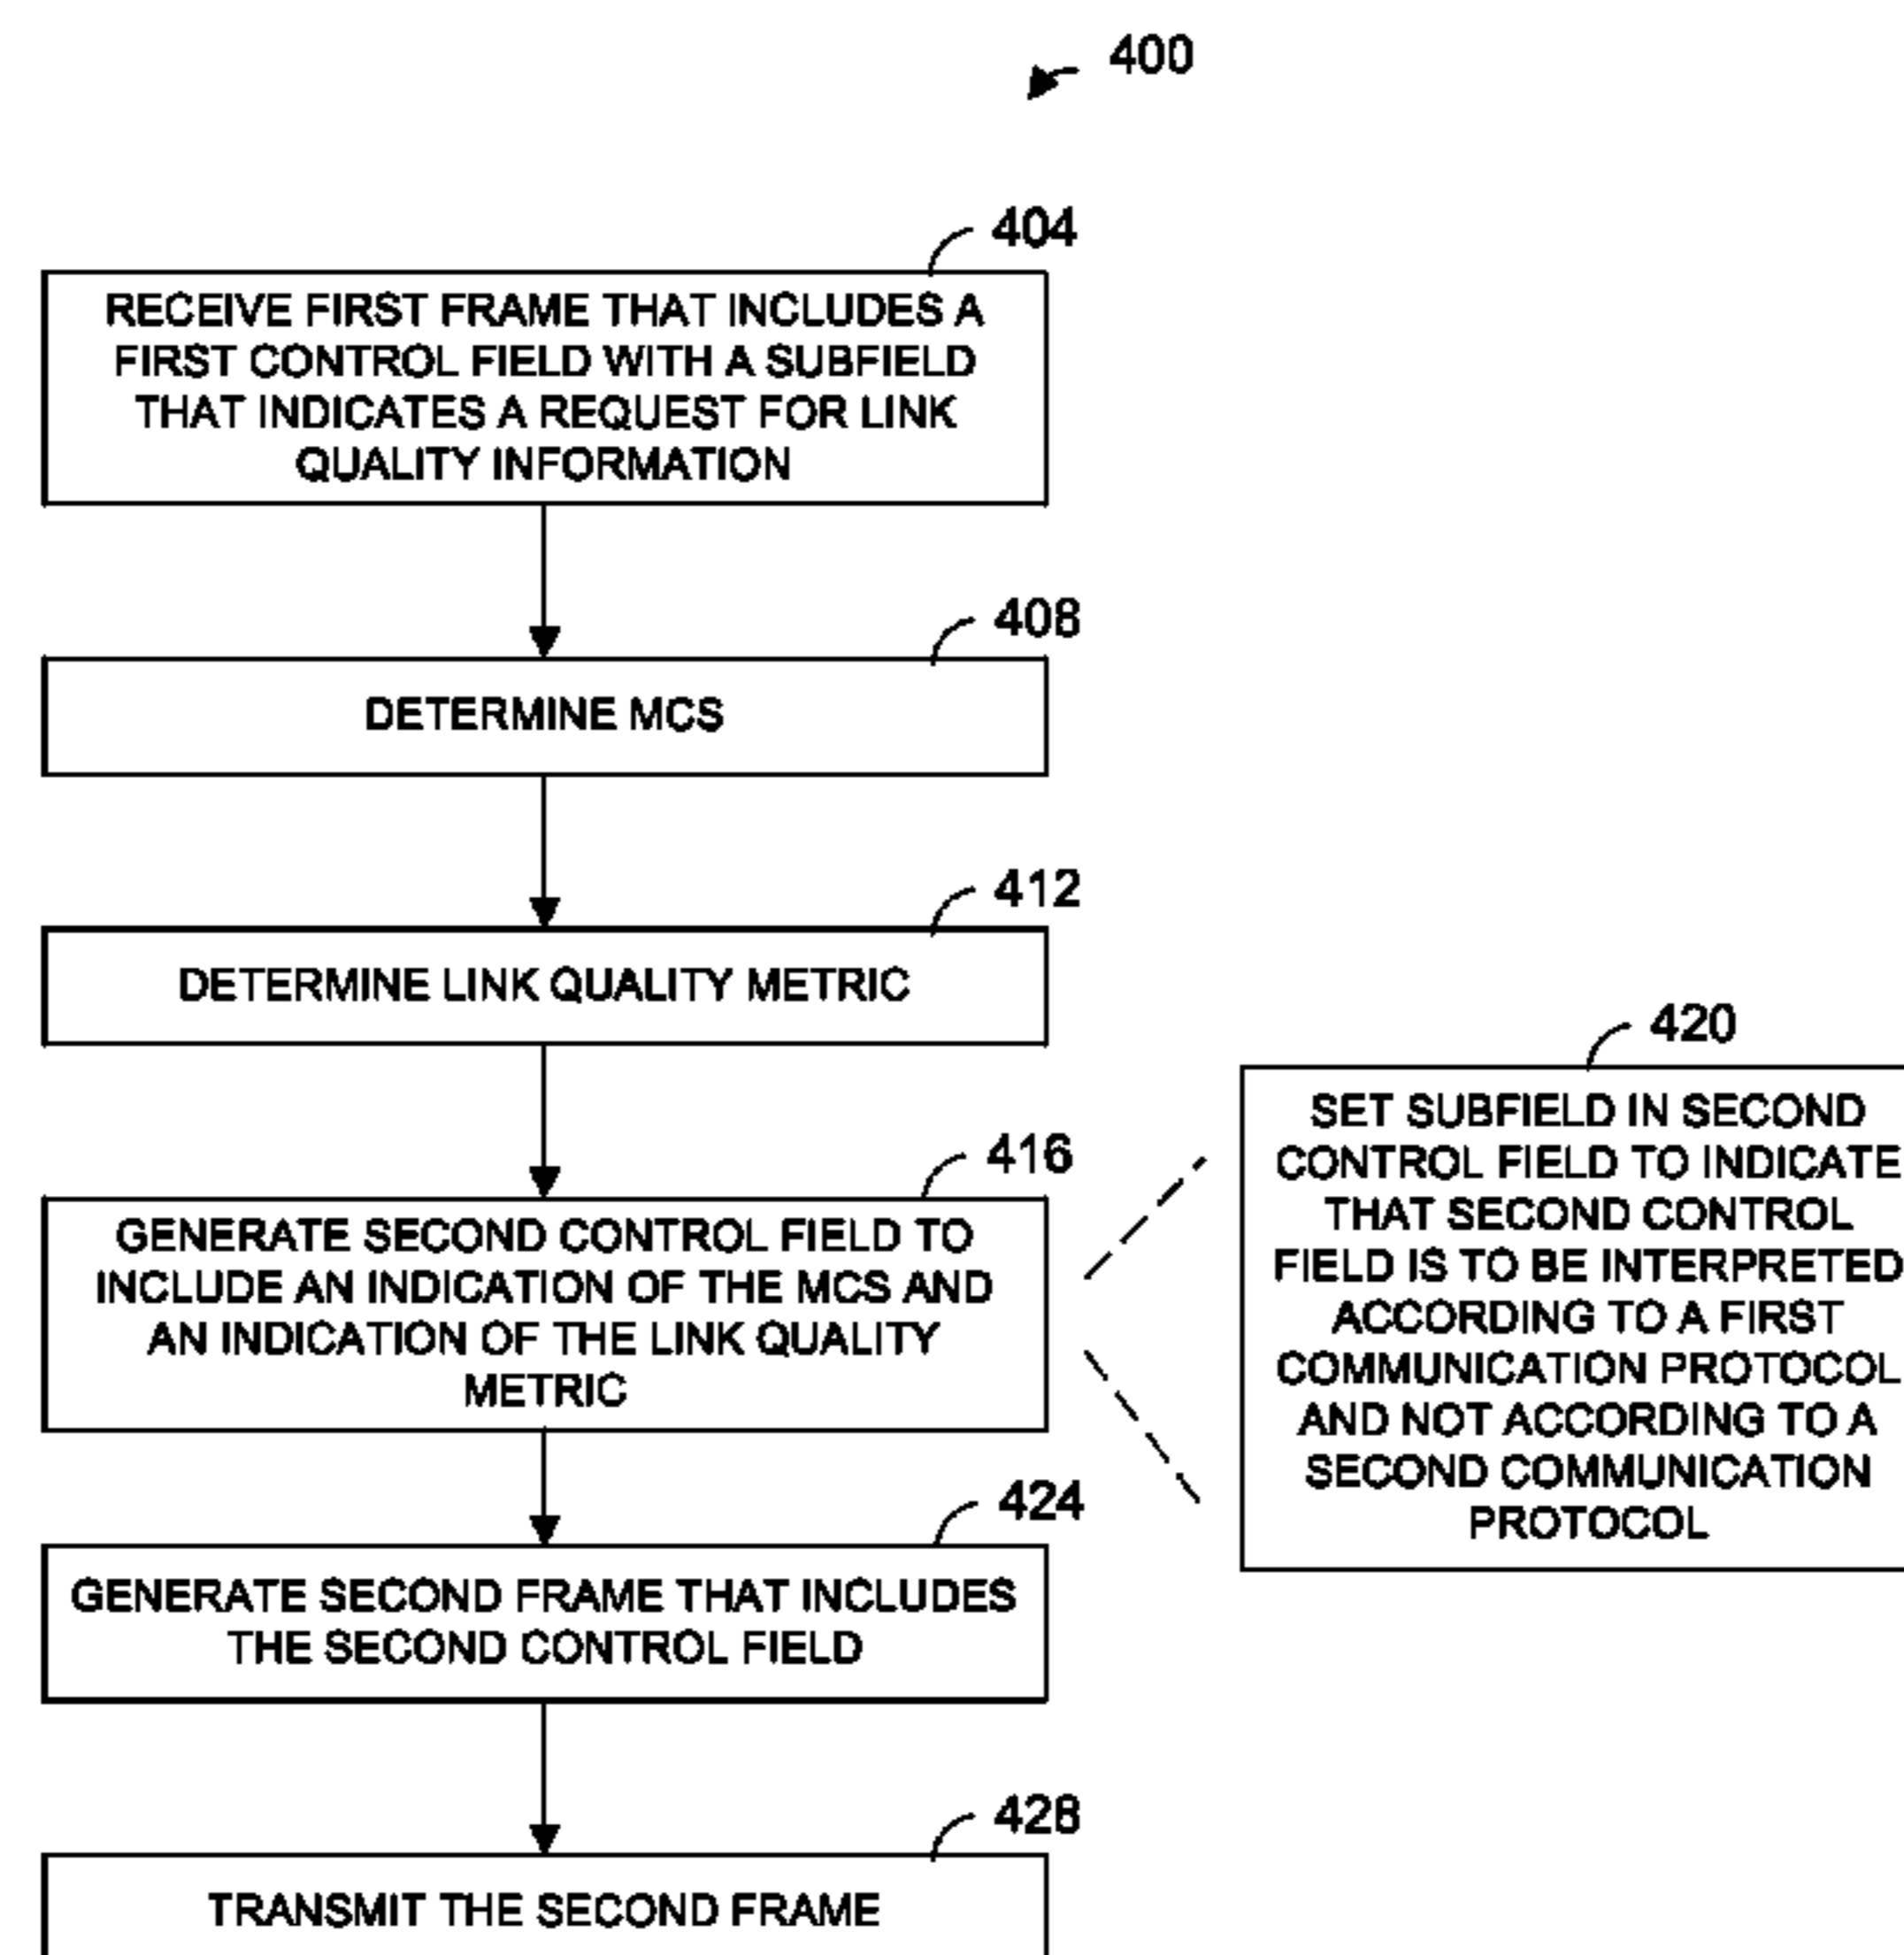 400
404
RECEIVE FIRST FRAME THAT INCLUDES A
FIRST CONTROL FIELD WITH A SUBFIELD
THAT INDICATES A REQUEST FOR LINK
QUALITY INFORMATION
408
DETERMINE MCS
412
DETERMINE LINK QUALITY METRIC
416
GENERATE SECOND CONTROL FIELD TO
INCLUDE AN INDICATION OF THE MCS AND
AN INDICATION OF THE LINK QUALITY
METRIC
420
SET SUBFIELD IN SECOND
CONTROL FIELD TO INDICATE
THAT SECOND CONTROL
FIELD IS TO BE INTERPRETED
ACCORDING TO A FIRST
COMMUNICATION PROTOCOL
AND NOT ACCORDING TO A
SECOND COMMUNICATION
PROTOCOL
424
GENERATE SECOND FRAME THAT INCLUDES
THE SECOND CONTROL FIELD
428
TRANSMIT THE SECOND FRAME